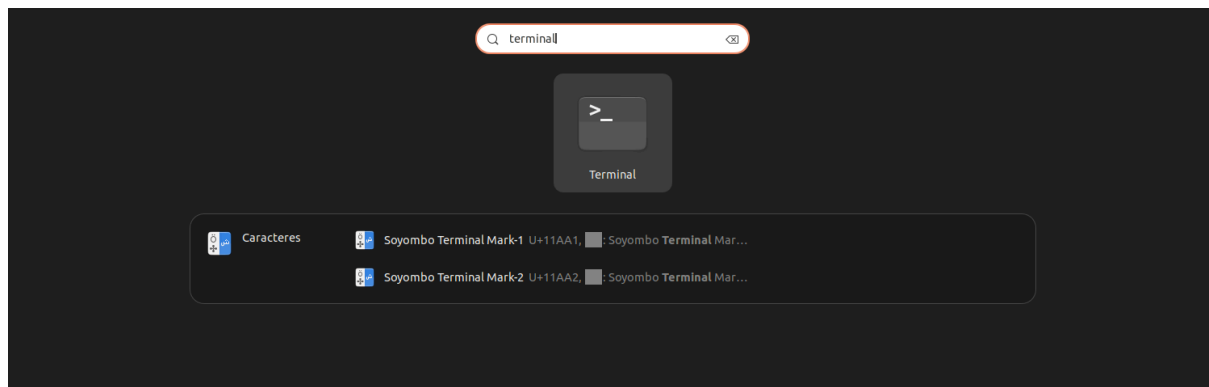 terminal
>_
Terminal
Caracteres
Soyombo Terminal Mark-1 U+11AA1, : Soyombo Terminal Mar…
Soyombo Terminal Mark-2 U+11AA2, : Soyombo Terminal Mar…